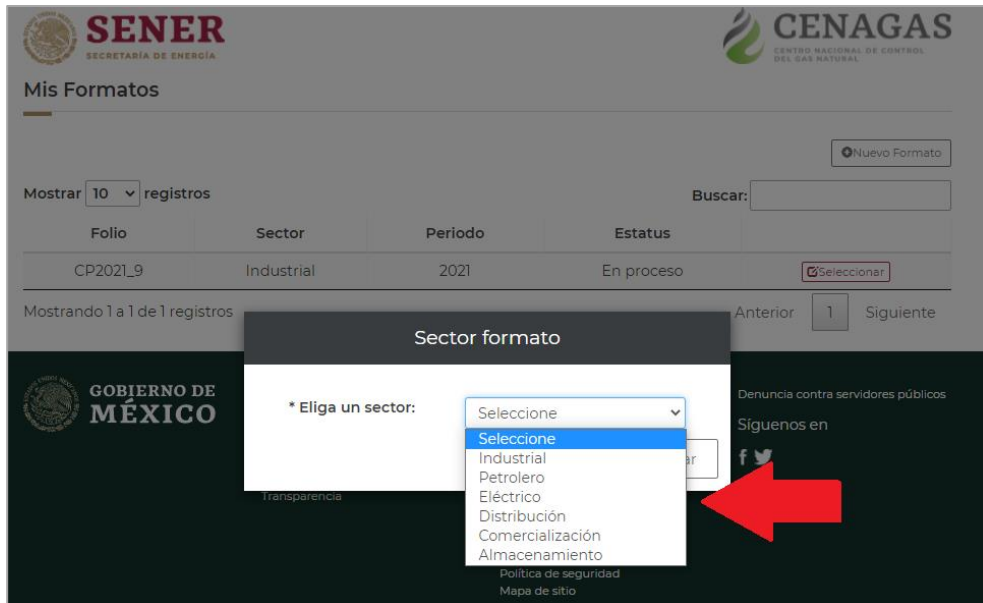 SENER
SECRETARÍA DE ENERGÍA
CENAGAS
CENTRO NACIONAL DE CONTROL
DEL GAS NATURAL
Mis Formatos
Nuevo Formato
Mostrar 10 registros
Buscar:
Folio Sector Periodo Estatus
CP2021_9 Industrial 2021 En proceso Seleccionar
Mostrando 1 a 1 de 1 registros
Anterior 1 Siguiente
Sector formato
GOBIERNO DE
MÉXICO
* Eliga un sector:
Seleccione
Seleccione
Industrial
Petrolero
Eléctrico
Distribución
Comercialización
Almacenamiento
Denuncia contra servidores públicos
Síguenos en
Transparencia
Política de seguridad
Mapa de sitio